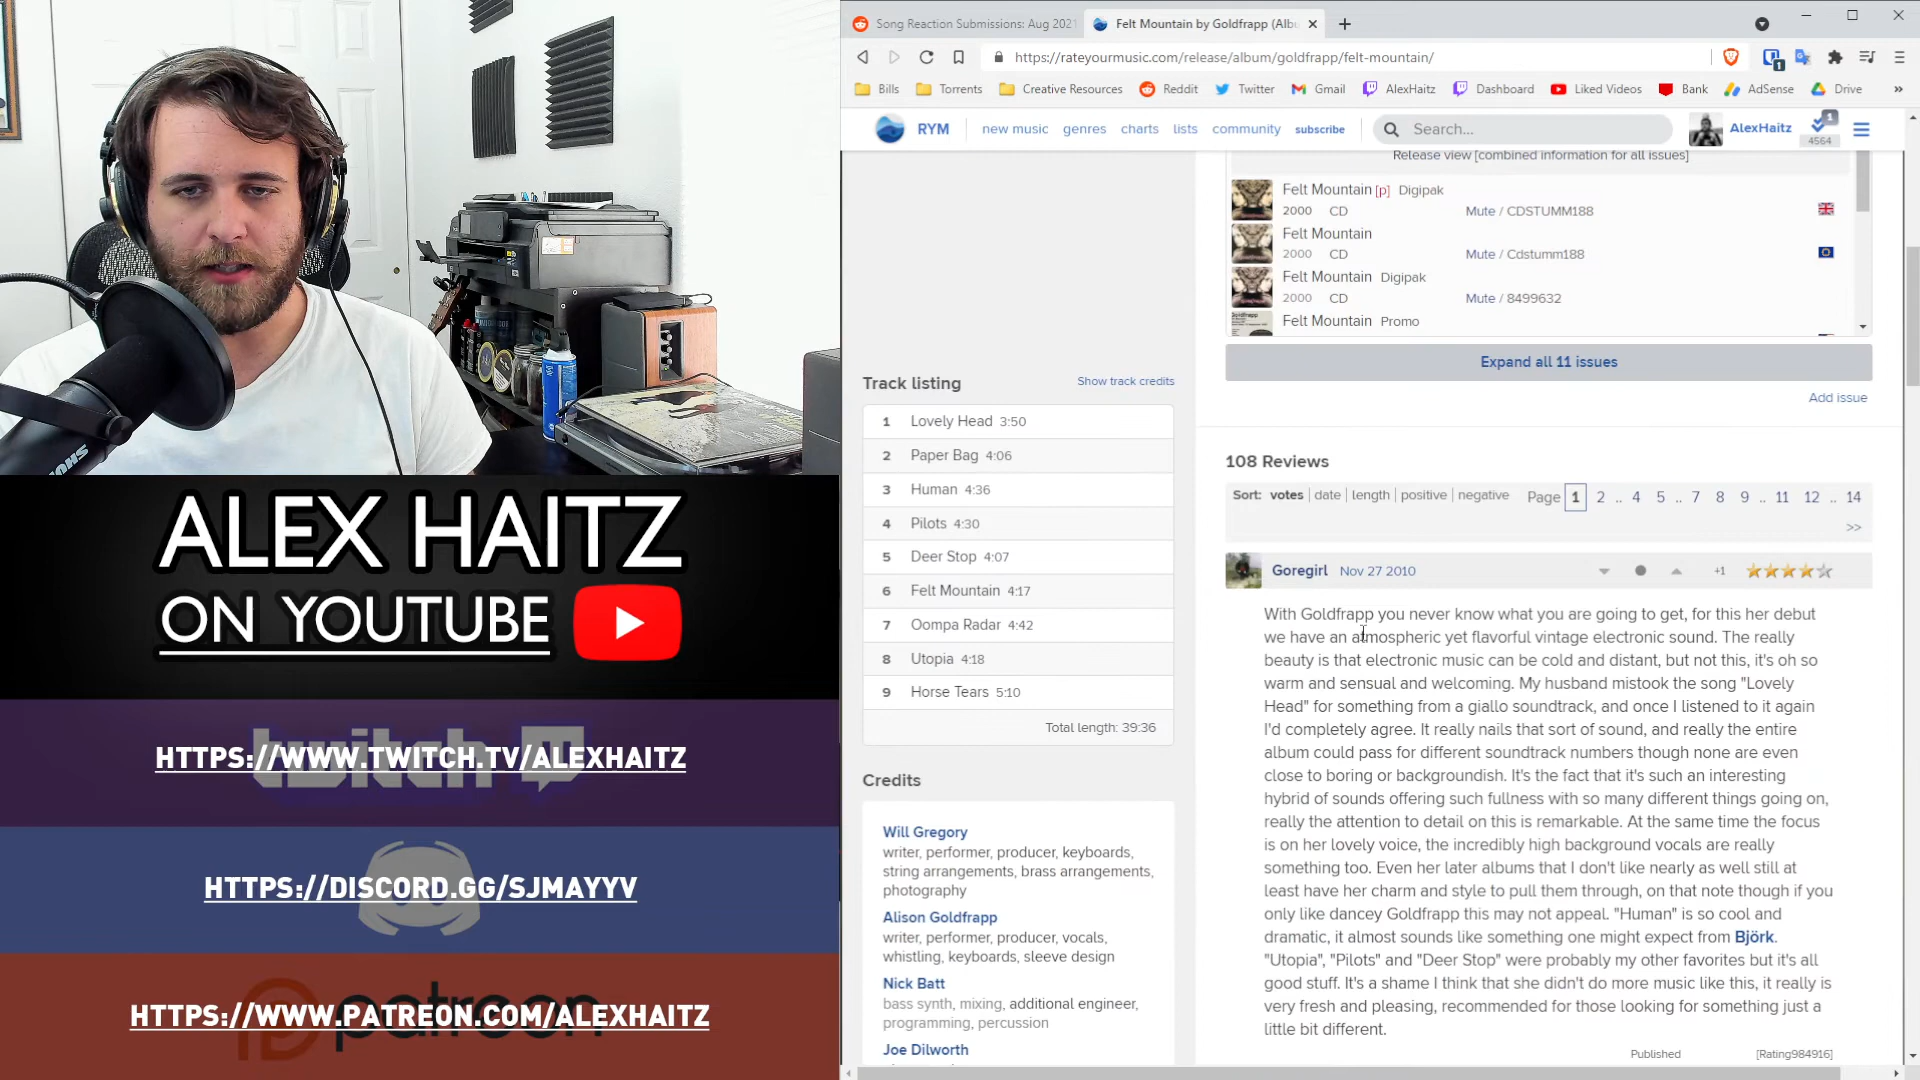 Song Reaction Submissions: Aug 2021
Felt Mountain by Goldfrapp (Albu
https://rateyourmusic.com/release/album/goldfrapp/felt-mountain/
Bills
Torrents
Creative Resources
Reddit
Twitter
Gmail
AlexHaitz
Dashboard
Liked Videos
Bank
AdSense
Drive
RYM
new music
genres
charts
lists
community
subscribe
Search...
AlexHaitz
1
4564
Release view [combined information for all issues]
Felt Mountain [p] Digipak
2000 CD Mute / CDSTUMM188
Felt Mountain
2000 CD Mute / Cdstumm188
Felt Mountain Digipak
2000 CD Mute / 8499632
Felt Mountain Promo
Expand all 11 issues
Add issue
Track listing
Show track credits
1 Lovely Head 3:50
2 Paper Bag 4:06
3 Human 4:36
4 Pilots 4:30
5 Deer Stop 4:07
6 Felt Mountain 4:17
7 Oompa Radar 4:42
8 Utopia 4:18
9 Horse Tears 5:10
Total length: 39:36
Credits
Will Gregory
writer, performer, producer, keyboards,
string arrangements, brass arrangements,
photography
Alison Goldfrapp
writer, performer, producer, vocals,
whistling, keyboards, sleeve design
Nick Batt
bass synth, mixing, additional engineer,
programming, percussion
Joe Dilworth
108 Reviews
Sort: votes | date | length | positive | negative
Page 1 2 .. 4 5 .. 7 8 9 .. 11 12 .. 14
>>
Goregirl Nov 27 2010
+1
With Goldfrapp you never know what you are going to get, for this her debut
we have an atmospheric yet flavorful vintage electronic sound. The really
beauty is that electronic music can be cold and distant, but not this, it's oh so
warm and sensual and welcoming. My husband mistook the song "Lovely
Head" for something from a giallo soundtrack, and once I listened to it again
I'd completely agree. It really nails that sort of sound, and really the entire
album could pass for different soundtrack numbers though none are even
close to boring or backgroundish. It's the fact that it's such an interesting
hybrid of sounds offering such fullness with so many different things going on,
really the attention to detail on this is remarkable. At the same time the focus
is on her lovely voice, the incredibly high background vocals are really
something too. Even her later albums that I don't like nearly as well still at
least have her charm and style to pull them through, on that note though if you
only like dancey Goldfrapp this may not appeal. "Human" is so cool and
dramatic, it almost sounds like something one might expect from Björk.
"Utopia", "Pilots" and "Deer Stop" were probably my other favorites but it's all
good stuff. It's a shame I think that she didn't do more music like this, it really is
very fresh and pleasing, recommended for those looking for something just a
little bit different.
Published
[Rating984916]
ALEX HAITZ
ON YOUTUBE
twitch
HTTPS://WWW.TWITCH.TV/ALEXHAITZ
HTTPS://DISCORD.GG/SJMAYYV
patreon
HTTPS://WWW.PATREON.COM/ALEXHAITZ